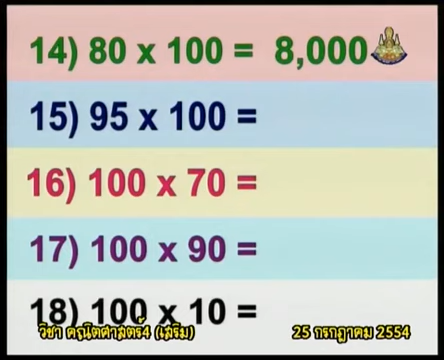 14) 80 x 100 = 8,000
15) 95 x 100 =
16) 100 x 70 =
17) 100 x 90 =
18) 100 x 10 =
วิชา คณิตศาสตร์4 (เสริม) 25 กรกฎาคม 2554